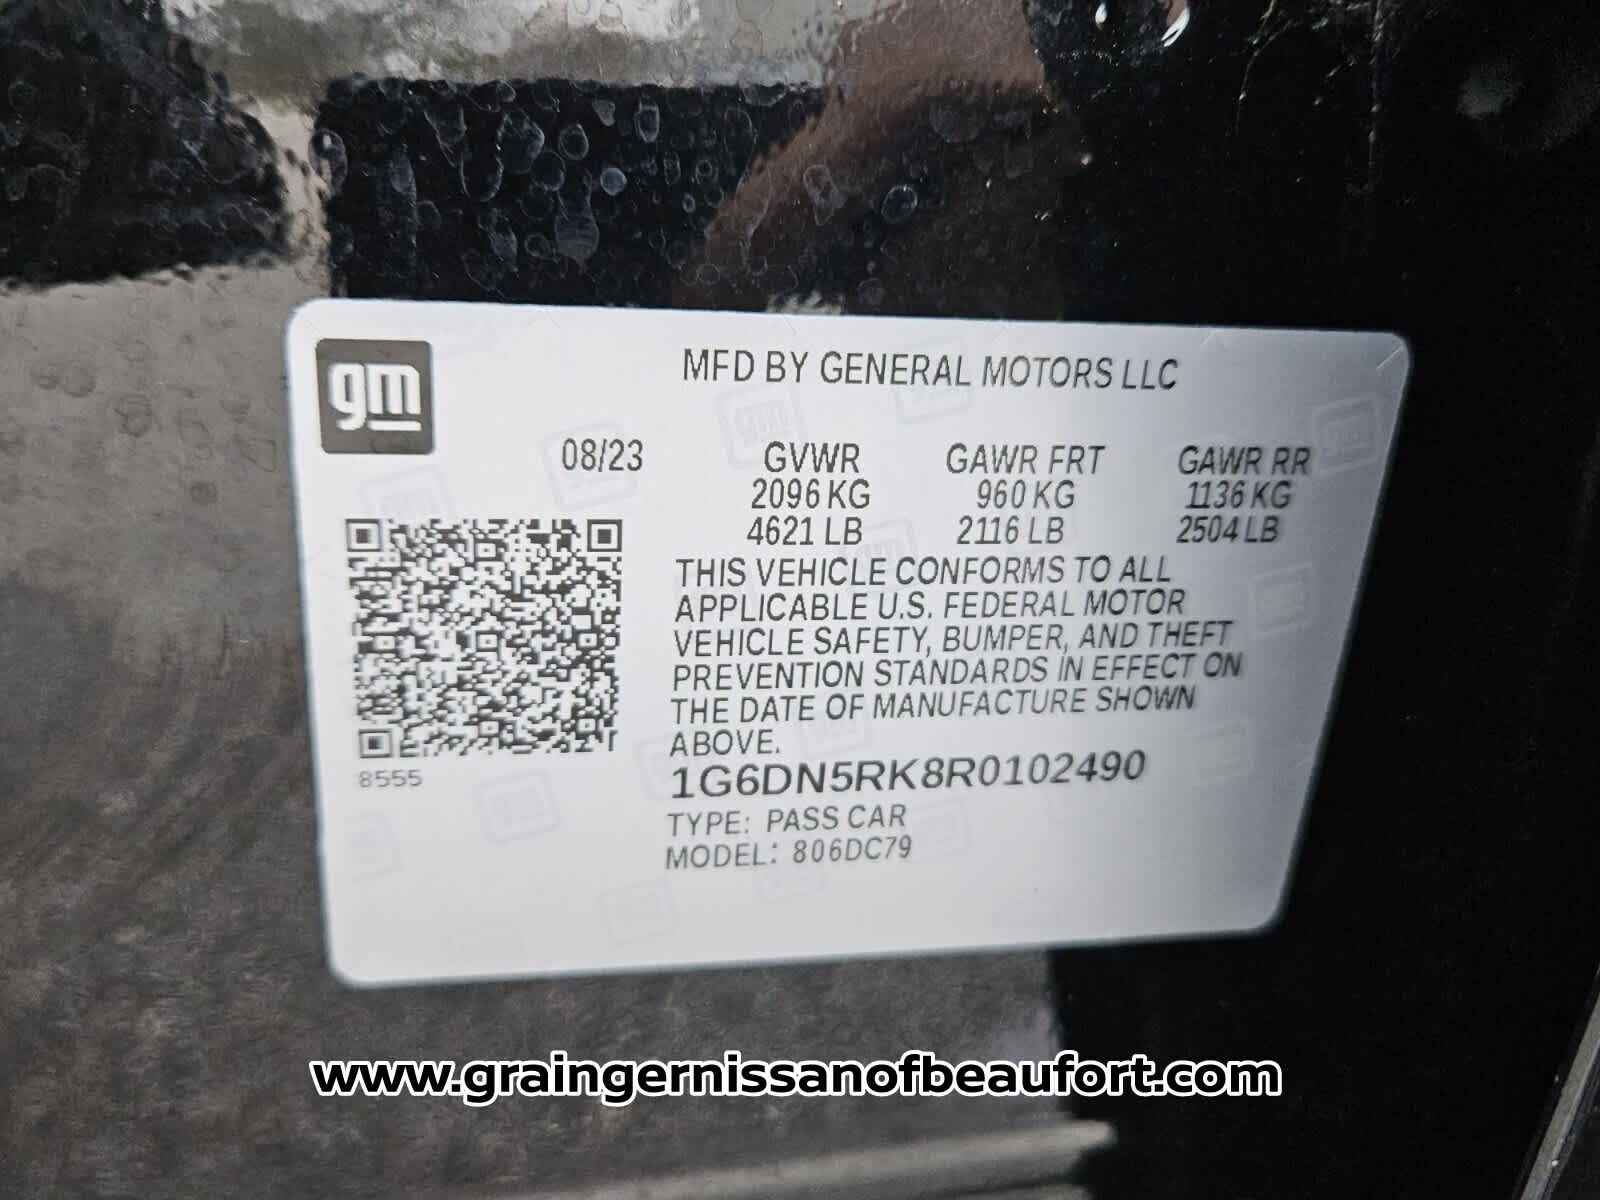 gm
MFD BY GENERAL MOTORS LLC
08/23 GVWR GAWR FRT GAWR RR
2096 KG 960 KG 1136 KG
4621 LB 2116 LB 2504 LB
THIS VEHICLE CONFORMS TO ALL
APPLICABLE U.S. FEDERAL MOTOR
VEHICLE SAFETY, BUMPER, AND THEFT
PREVENTION STANDARDS IN EFFECT ON
THE DATE OF MANUFACTURE SHOWN
ABOVE.
8555
1G6DN5RK8R0102490
TYPE: PASS CAR
MODEL: 806DC79
www.graingernissanofbeaufort.com